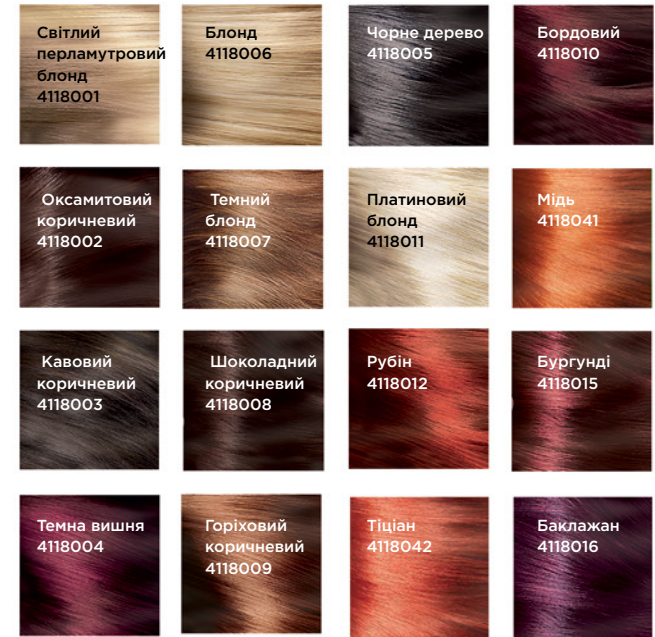 Світлий
перламутровий
блонд
4118001
Блонд
4118006
Чорне дерево
4118005
Бордовий
4118010
Оксамитовий
коричневий
4118002
Темний
блонд
4118007
Платиновий
блонд
4118011
Мідь
4118041
Кавовий
коричневий
4118003
Шоколадний
коричневий
4118008
Рубін
4118012
Бургунді
4118015
Темна вишня
4118004
Горіховий
коричневий
4118009
Тіціан
4118042
Баклажан
4118016